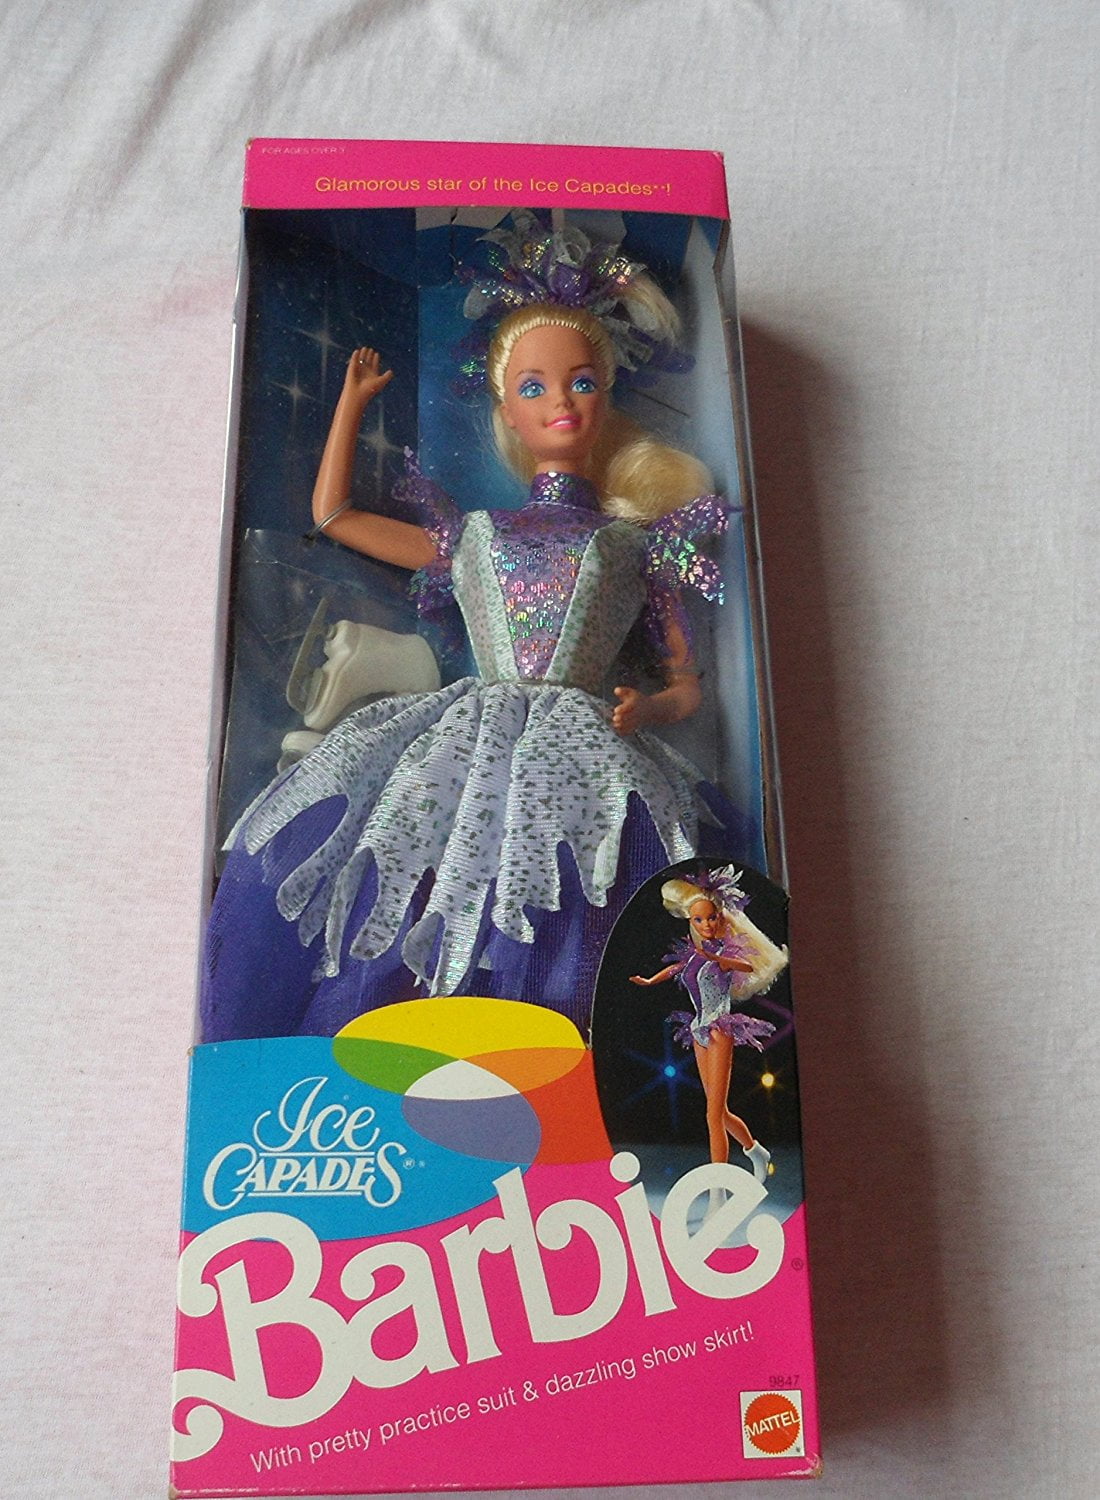 FOR AGES OVER 3
Glamorous star of the Ice Capades**!
Ice
CAPADES®*
Barbie®
With pretty practice suit & dazzling show skirt!
9847
MATTEL